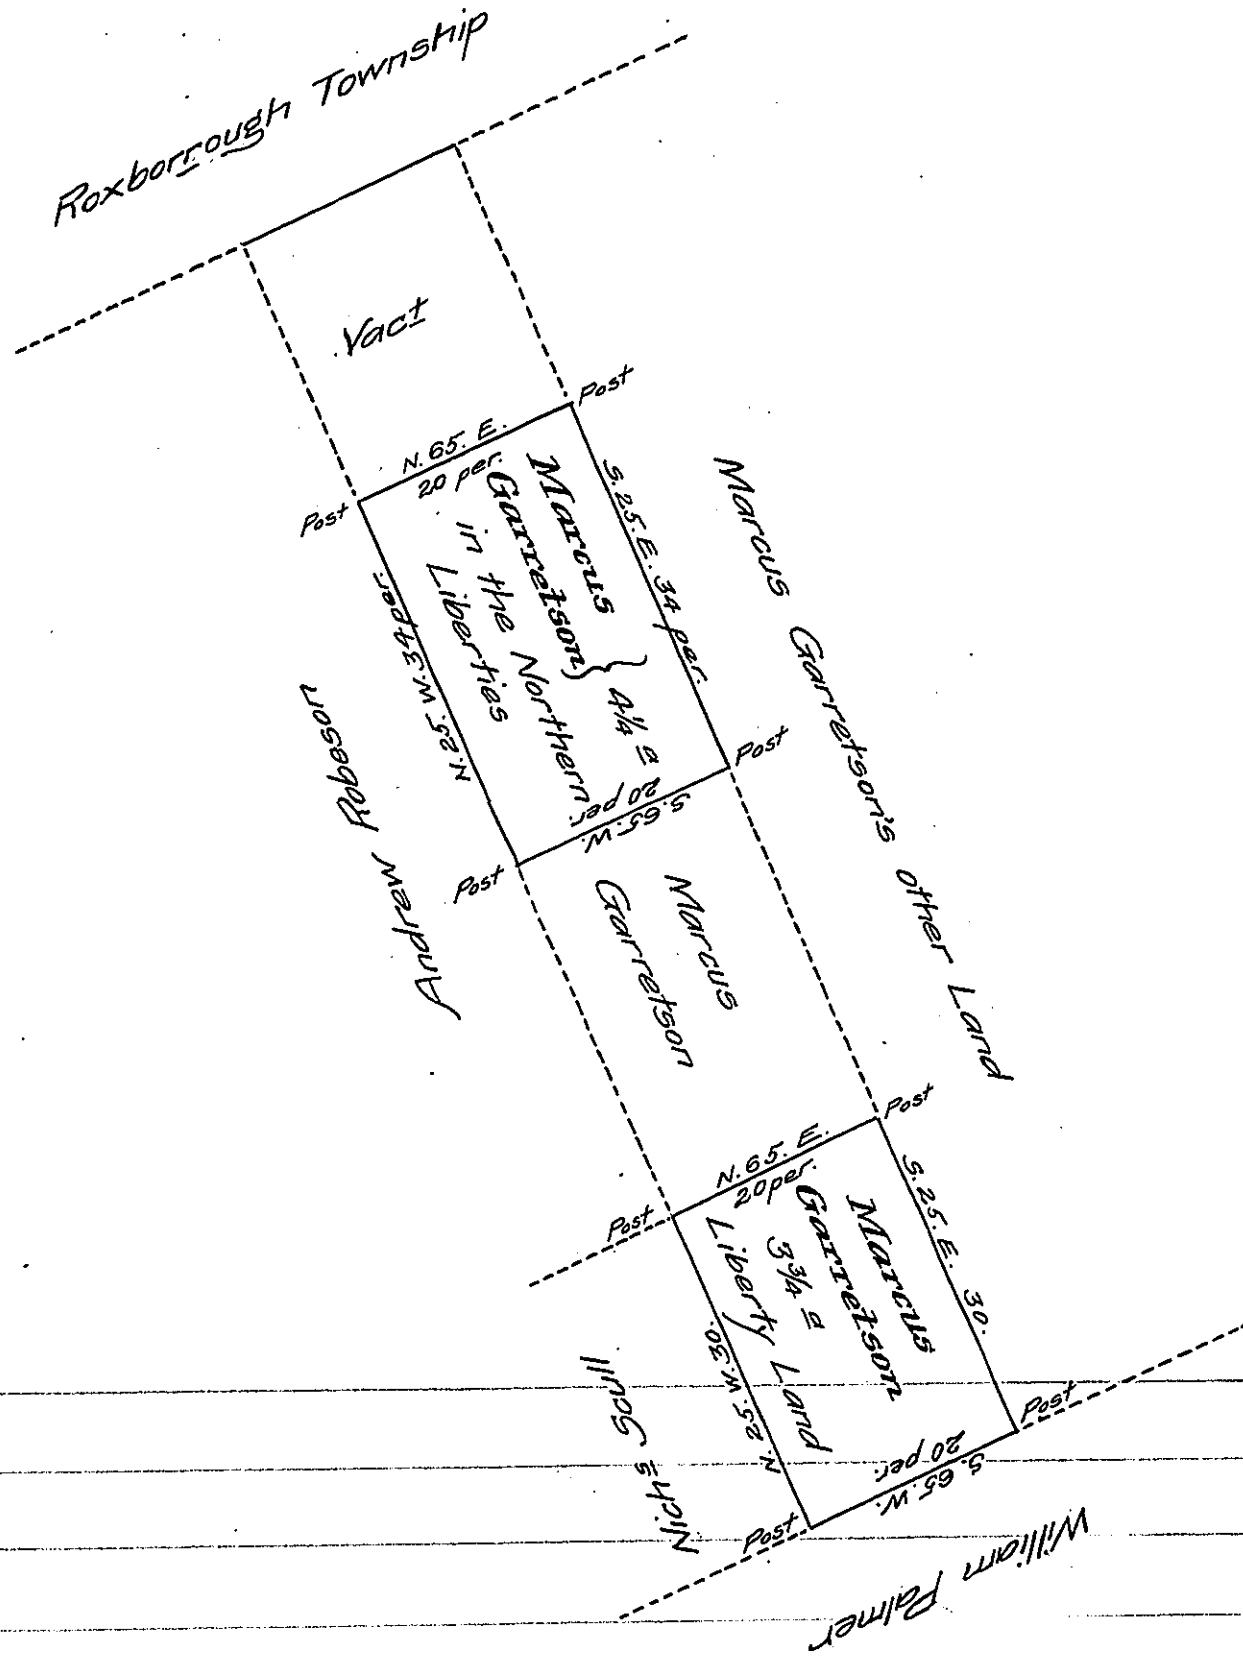 Roxborrough Township
Vact
Post
N. 65. E.
20 per.
Post
Marcus
Garretson
4¼ a
in the Northern
Liberties
S. 25. E. 34 par.
N. 25. W. 34 per.
Marcus Garretson's other Land
Andrew Robeson
Post
20 per.
S. 65. W.
Post
Marcus
Garretson
Post
N. 65. E.
20 per.
Post
Marcus
Garretson
3¾ a
Liberty Land
S. 25. E. 30.
N. 25. W. 30.
Nichs Saull
Post
20 per.
S. 65. W.
Post
William Palmer